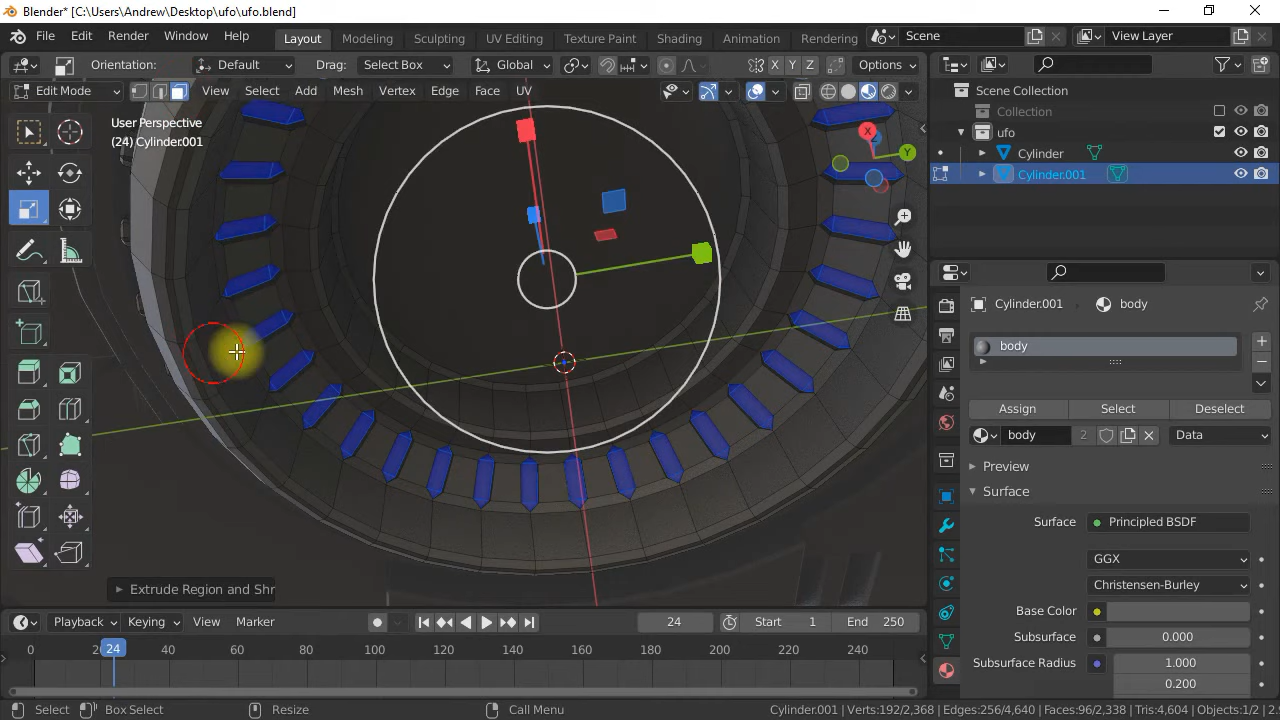 Blender* [C:\Users\Andrew\Desktop\ufo\ufo.blend]
File Edit Render Window Help Layout Modeling Sculpting UV Editing Texture Paint Shading Animation Rendering Scene View Layer
Orientation: Default Drag: Select Box Global X Y Z Options
Edit Mode View Select Add Mesh Vertex Edge Face UV
Scene Collection
Collection
ufo
Cylinder
Cylinder.001
User Perspective
(24) Cylinder.001
X
Y
Cylinder.001 body
body
Assign Select Deselect
body 2 Data
Preview
Surface
Surface Principled BSDF
GGX
Christensen-Burley
Base Color
Subsurface 0.000
Subsurface Radius 1.000
0.200
Extrude Region and Shr
Playback Keying View Marker 24 Start 1 End 250
0 24 40 60 80 100 120 140 160 180 200 220 240
Select Box Select Resize Call Menu Cylinder.001 | Verts:192/2,368 | Edges:256/4,640 | Faces:96/2,338 | Tris:4,604 | Objects:1/2 | 2.